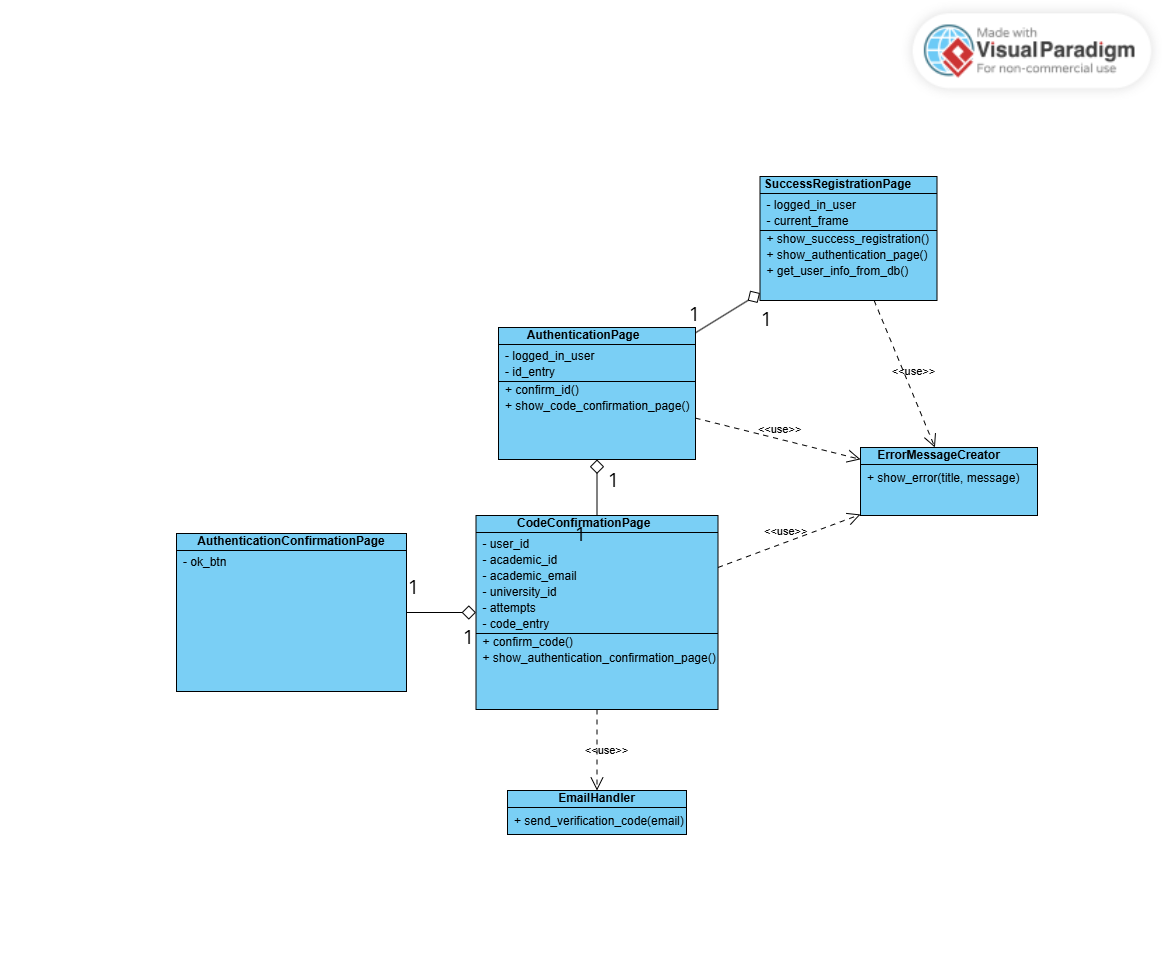 Made with
Visual Paradigm
For non-commercial use
SuccessRegistrationPage
- logged_in_user
- current_frame
+ show_success_registration()
+ show_authentication_page()
+ get_user_info_from_db()
1
1
AuthenticationPage
- logged_in_user
- id_entry
+ confirm_id()
+ show_code_confirmation_page()
<<use>>
<<use>>
ErrorMessageCreator
+ show_error(title, message)
1
CodeConfirmationPage
1
- user_id
- academic_id
- academic_email
- university_id
- attempts
- code_entry
+ confirm_code()
+ show_authentication_confirmation_page()
<<use>>
AuthenticationConfirmationPage
- ok_btn
1
1
<<use>>
EmailHandler
+ send_verification_code(email)